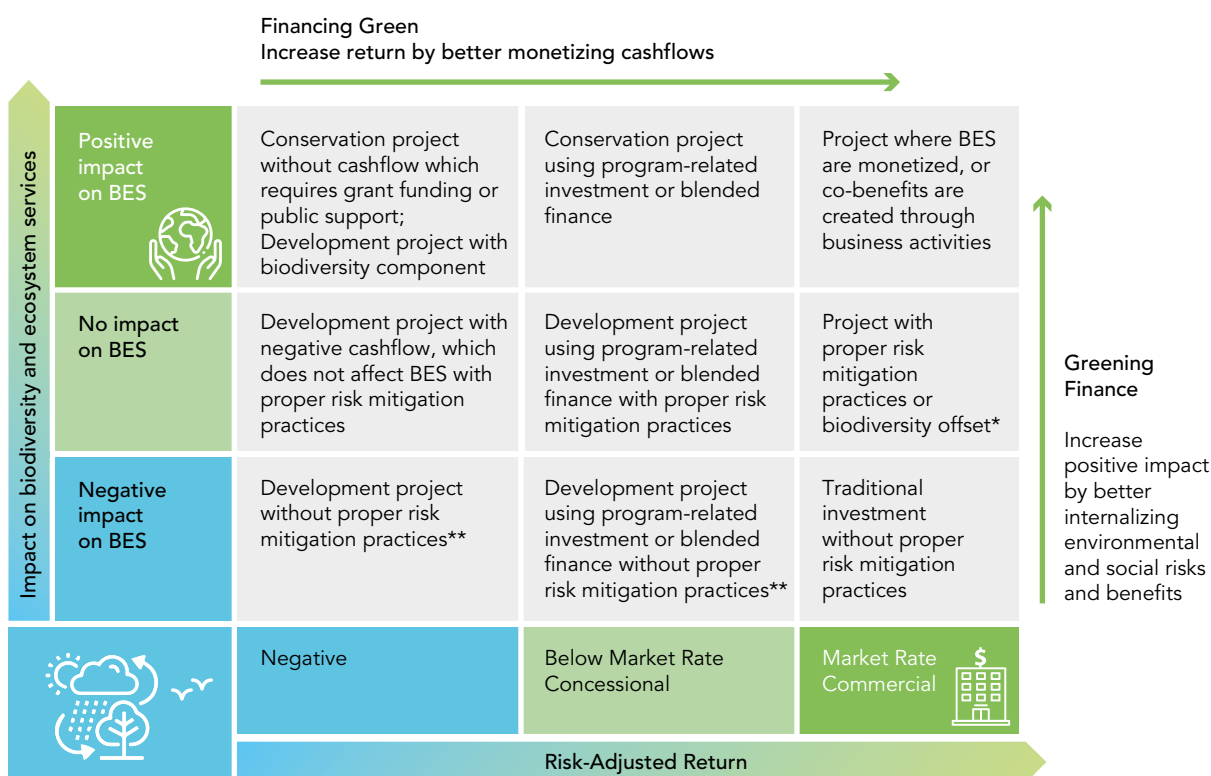 Financing Green
Increase return by better monetizing cashflows
Impact on biodiversity and ecosystem services
Positive
impact
on BES
Conservation project
without cashflow which
requires grant funding or
public support;
Development project with
biodiversity component
Conservation project
using program-related
investment or blended
finance
Project where BES
are monetized, or
co-benefits are
created through
business activities
No impact
on BES
Development project with
negative cashflow, which
does not affect BES with
proper risk mitigation
practices
Development project
using program-related
investment or blended
finance with proper risk
mitigation practices
Project with
proper risk
mitigation
practices or
biodiversity offset*
Negative
impact
on BES
Development project
without proper risk
mitigation practices**
Development project
using program-related
investment or blended
finance without proper
risk mitigation practices**
Traditional
investment
without proper
risk mitigation
practices
Greening
Finance
Increase
positive impact
by better
internalizing
environmental
and social risks
and benefits
Negative
Below Market Rate
Concessional
Market Rate
Commercial
$
Risk-Adjusted Return